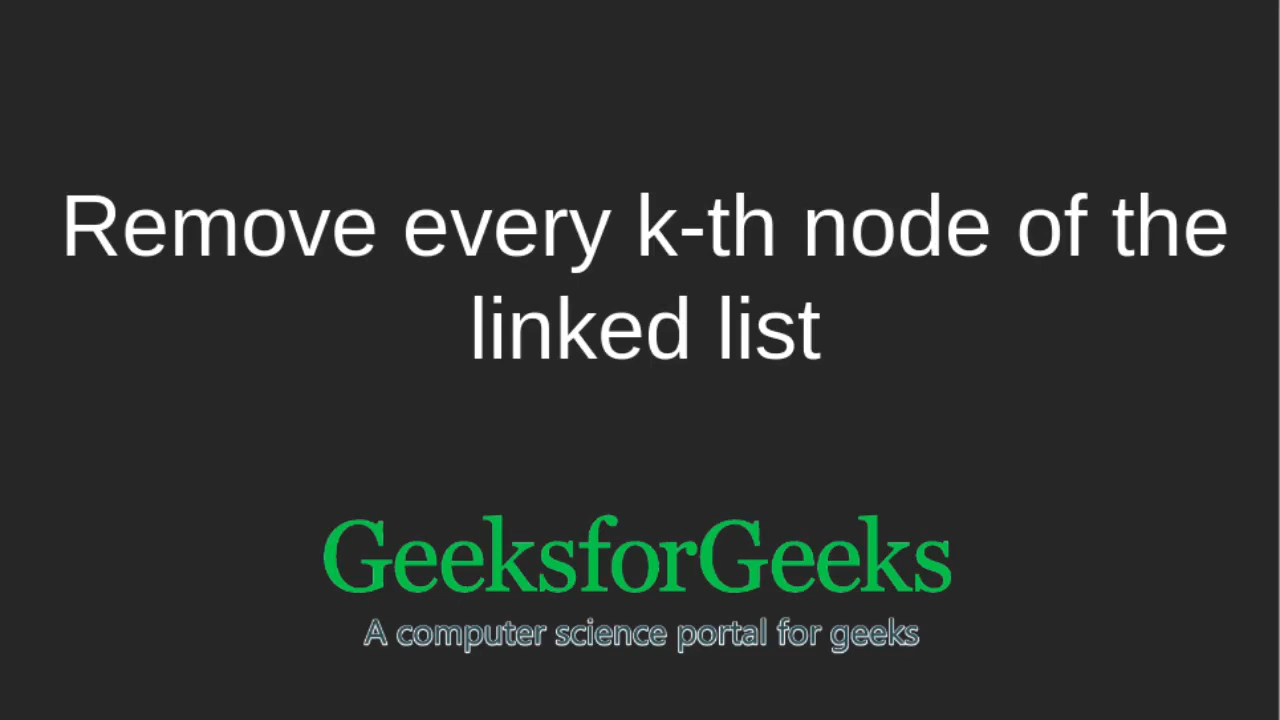 Remove every k-th node of the
linked list
GeeksforGeeks
A computer science portal for geeks